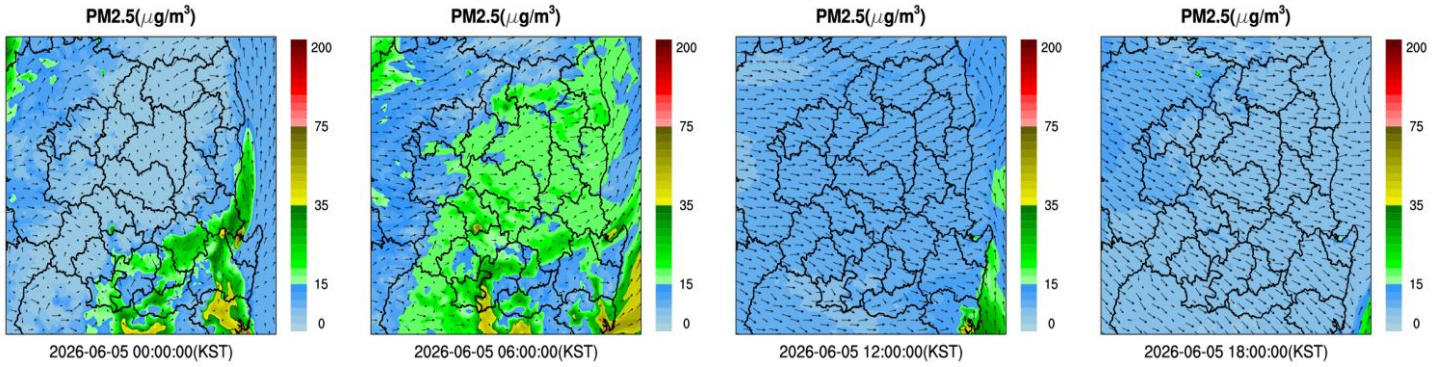 PM2.5(μg/m³) PM2.5(μg/m³) PM2.5(μg/m³) PM2.5(μg/m³)
200 200 200 200
75 75 75 75
35 35 35 35
15 15 15 15
0 0 0 0
2026-06-05 00:00:00(KST) 2026-06-05 06:00:00(KST) 2026-06-05 12:00:00(KST) 2026-06-05 18:00:00(KST)